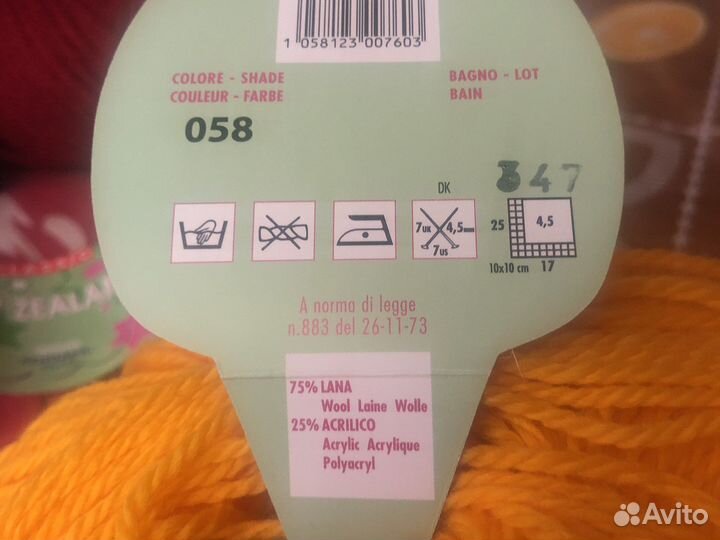 1 058123 007603
COLORE - SHADE
COULEUR - FARBE
BAGNO - LOT
BAIN
058
347
DK
7UK 4,5mm
7US
25 4,5
10x10 cm 17
A norma di legge
n.883 del 26-11-73
75% LANA
Wool Laine Wolle
25% ACRILICO
Acrylic Acrylique
Polyacryl
ZEALA
Avito